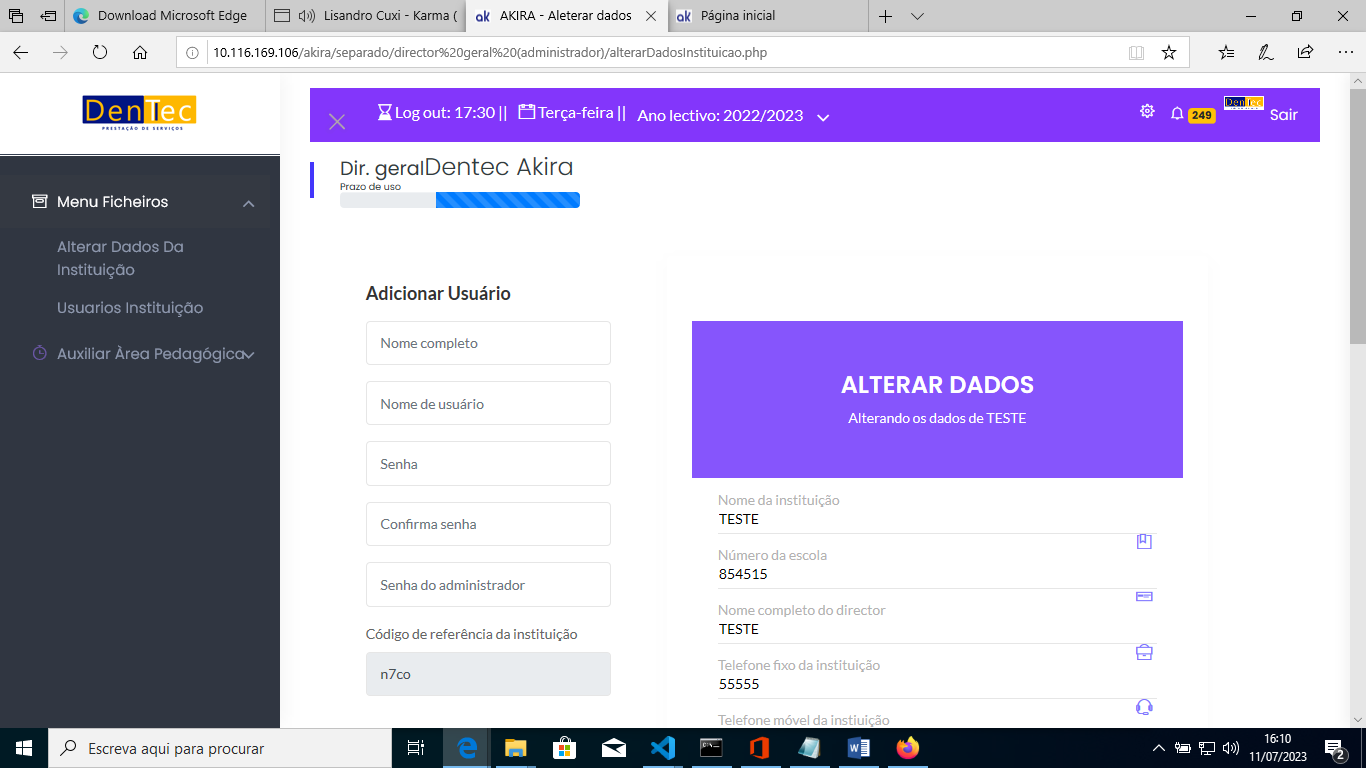 Download Microsoft Edge
Lisandro Cuxi - Karma (
ak AKIRA - Aleterar dados
ak Página inicial
10.116.169.106/akira/separado/director%20geral%20(administrador)/alterarDadosInstituicao.php
DenTec
PRESTAÇÃO DE SERVIÇOS
Log out: 17:30 || Terça-feira || Ano lectivo: 2022/2023
249
DenTec
Sair
Dir. geralDentec Akira
Prazo de uso
Menu Ficheiros
Alterar Dados Da
Instituição
Usuarios Instituição
Auxiliar Àrea Pedagógica
Adicionar Usuário
Nome completo
Nome de usuário
Senha
Confirma senha
Senha do administrador
Código de referência da instituição
n7co
ALTERAR DADOS
Alterando os dados de TESTE
Nome da instituição
TESTE
Número da escola
854515
Nome completo do director
TESTE
Telefone fixo da instituição
55555
Telefone móvel da instiuição
Escreva aqui para procurar
16:10
11/07/2023
2